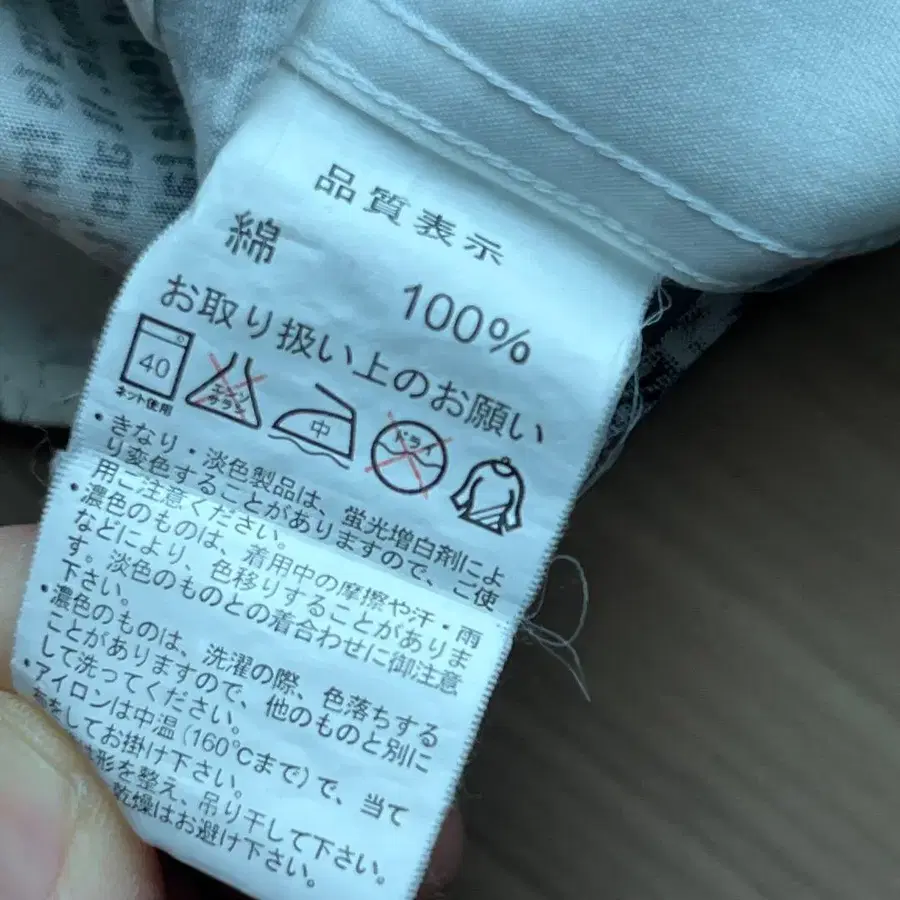 品質表示
綿
100%
お取り扱い上のお願い
40
ネット使用
エンソ
サラシ
中
ドライ
・きなり・淡色製品は、蛍光増白剤によ
り変色することがありますので、ご使
用ご注意ください。
・濃色のものは、着用中の摩擦や汗・雨
などにより、色移りすることがありま
す。淡色のものとの着合わせに御注意
下さい。
・濃色のものは、洗濯の際、色落ちする
ことがありますので、他のものと別に
して洗ってください。
・アイロンは中温(160℃まで)で、当て
布をしてお掛け下さい。
形を整え、吊り干して下さい。
乾燥はお避け下さい。